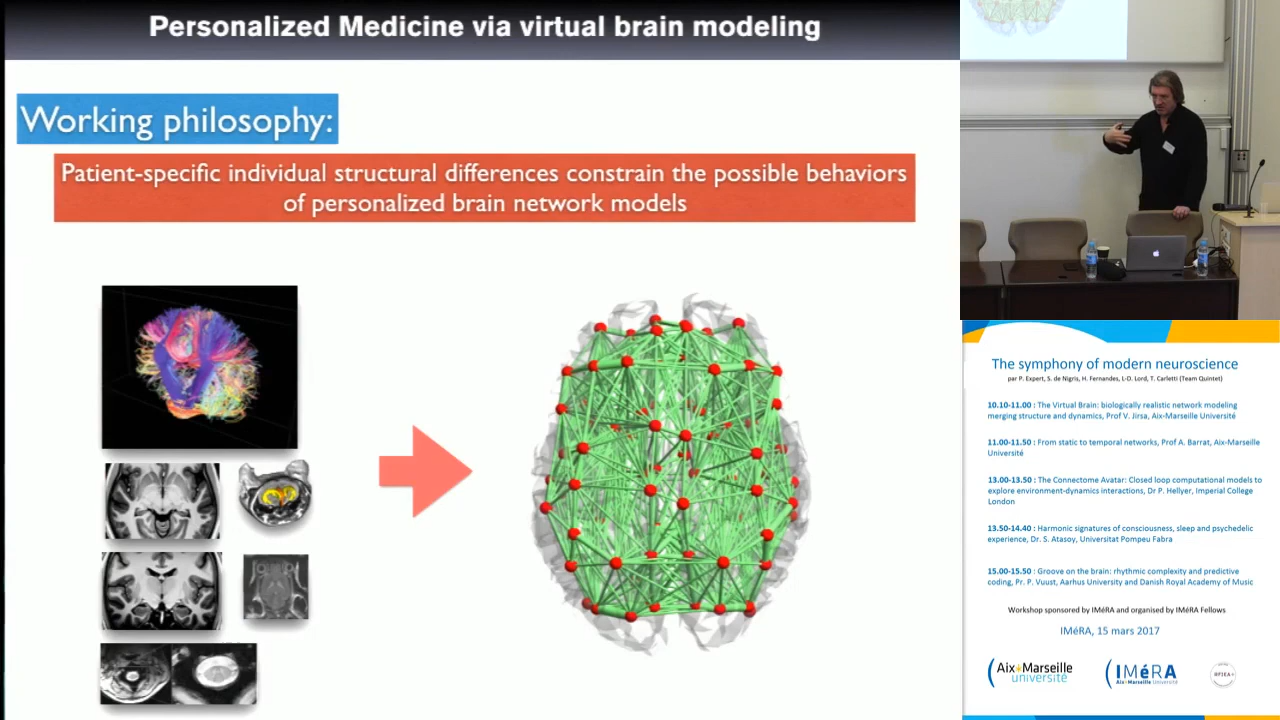 Personalized Medicine via virtual brain modeling
Working philosophy:
Patient-specific individual structural differences constrain the possible behaviors
of personalized brain network models
The symphony of modern neuroscience
par P. Expert, S. de Nigris, H. Fernandes, L-D. Lord, T. Carletti (Team Quintet)
10.10-11.00 : The Virtual Brain: biologically realistic network modeling
merging structure and dynamics, Prof V. Jirsa, Aix-Marseille Université
11.00-11.50 : From static to temporal networks, Prof A. Barrat, Aix-Marseille
Université
13.00-13.50 : The Connectome Avatar: Closed loop computational models to
explore environment-dynamics interactions, Dr P. Hellyer, Imperial College
London
13.50-14.40 : Harmonic signatures of consciousness, sleep and psychedelic
experience, Dr. S. Atasoy, Universitat Pompeu Fabra
15.00-15.50 : Groove on the brain: rhythmic complexity and predictive
coding, Pr. P. Vuust, Aarhus University and Danish Royal Academy of Music
Workshop sponsored by IMéRA and organised by IMéRA Fellows
IMéRA, 15 mars 2017
Aix*Marseille
université
IMéRA
Aix*Marseille Université